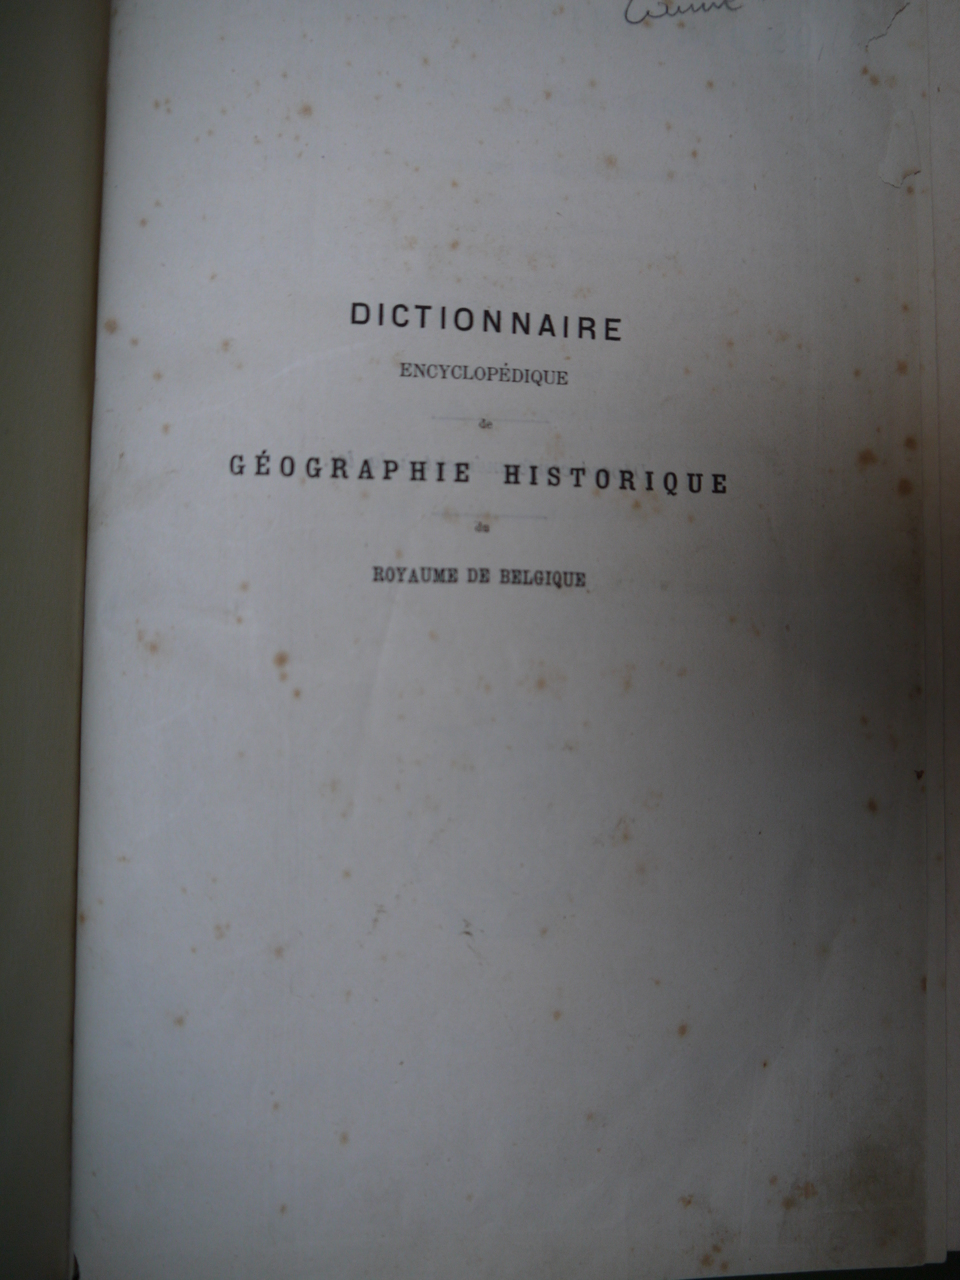 DICTIONNAIRE
ENCYCLOPÉDIQUE
de
GÉOGRAPHIE HISTORIQUE
du
ROYAUME DE BELGIQUE